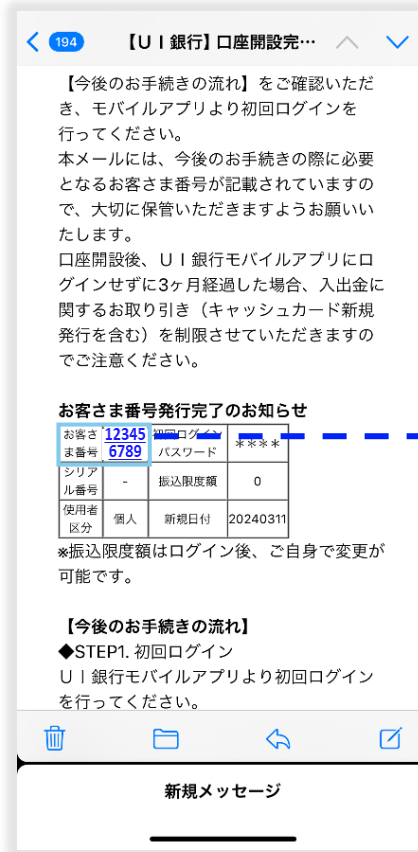 194 【UI銀行】口座開設完…
【今後のお手続きの流れ】をご確認いただ
き、モバイルアプリより初回ログインを
行ってください。
本メールには、今後のお手続きの際に必要
となるお客さま番号が記載されていますの
で、大切に保管いただきますようお願いい
たします。
口座開設後、UI銀行モバイルアプリにロ
グインせずに3ヶ月経過した場合、入出金に
関するお取り引き（キャッシュカード新規
発行を含む）を制限させていただきますの
でご注意ください。
お客さま番号発行完了のお知らせ
お客さ 12345 初回ログイン ****
ま番号 6789 パスワード
シリア - 振込限度額 0
ル番号
使用者 個人 新規日付 20240311
区分
※振込限度額はログイン後、ご自身で変更が
可能です。
【今後のお手続きの流れ】
◆STEP1. 初回ログイン
UI銀行モバイルアプリより初回ログイン
を行ってください。
新規メッセージ